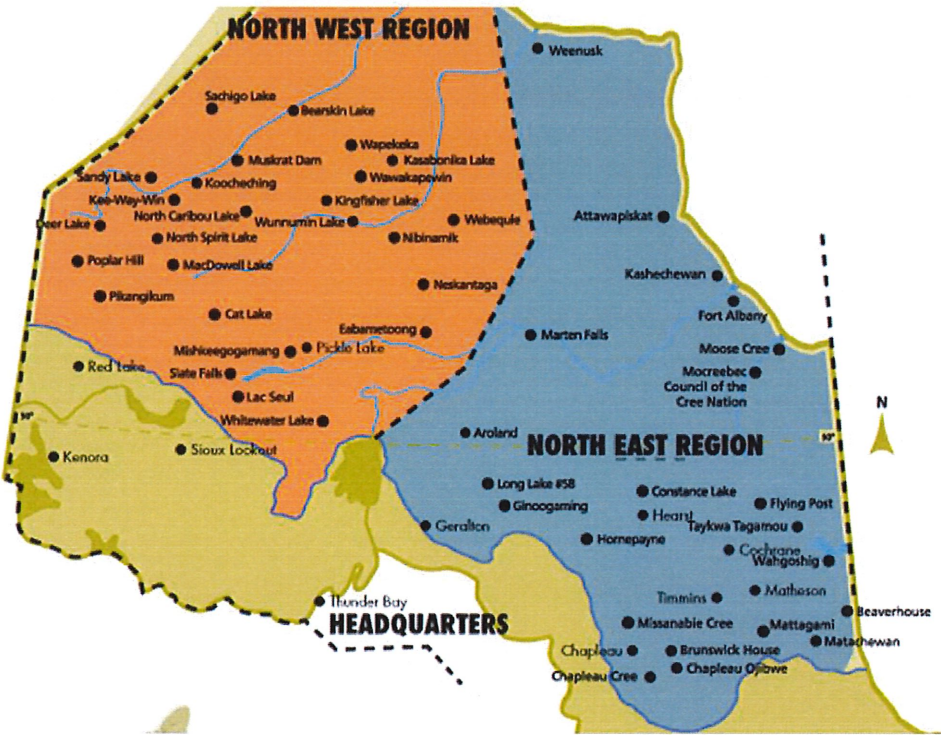 NORTH WEST REGION
Weenusk
Sachigo Lake
Bearskin Lake
Wapekeka
Muskrat Dam
Kasabonika Lake
Sandy Lake
Koocheching
Wawakapewin
Kee-Way-Win
Kingfisher Lake
North Caribou Lake
Wunnumin Lake
Webequie
Attawapiskat
Deer Lake
North Spirit Lake
Nibinamik
Poplar Hill
MacDowell Lake
Kashechewan
Neskantaga
Pikangikum
Fort Albany
Cat Lake
Eabametoong
Marten Falls
Mishkeegogamang
Pickle Lake
Moose Cree
Red Lake
Slate Falls
Mocreebec
Council of the
Cree Nation
Lac Seul
N
50°
Whitewater Lake
Aroland
NORTH EAST REGION
50°
Kenora
Sioux Lookout
Long Lake #58
Constance Lake
Ginoogaming
Flying Post
Hearst
Geralton
Taykwa Tagamou
Hornepayne
Cochrane
Wahgoshig
Matheson
Timmins
Thunder Bay
Beaverhouse
HEADQUARTERS
Missanabie Cree
Mattagami
Matachewan
Chapleau
Brunswick House
Chapleau Ojibwe
Chapleau Cree